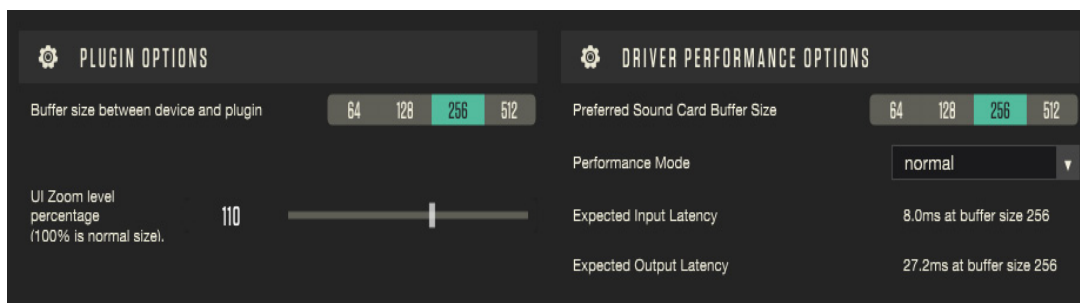 PLUGIN OPTIONS
Buffer size between device and plugin
64 128 256 512
UI Zoom level
percentage
(100% is normal size).
110
DRIVER PERFORMANCE OPTIONS
Preferred Sound Card Buffer Size
64 128 256 512
Performance Mode
normal
Expected Input Latency
8.0ms at buffer size 256
Expected Output Latency
27.2ms at buffer size 256